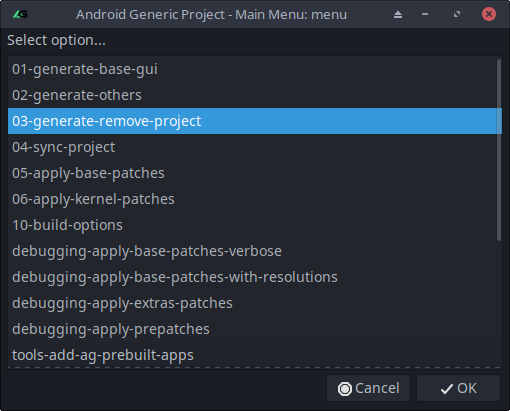 Android Generic Project - Main Menu: menu
Select option...
01-generate-base-gui
02-generate-others
03-generate-remove-project
04-sync-project
05-apply-base-patches
06-apply-kernel-patches
10-build-options
debugging-apply-base-patches-verbose
debugging-apply-base-patches-with-resolutions
debugging-apply-extras-patches
debugging-apply-prepatches
tools-add-ag-prebuilt-apps
Cancel OK